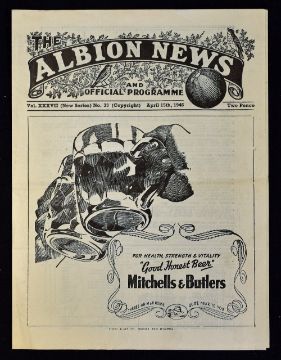 THE
ALBION NEWS
AND
OFFICIAL PROGRAMME
Vol. XXXVII (New Series) No. 33 (Copyright) April 15th, 1946 Two Pence
FOR HEALTH, STRENGTH & VITALITY
"Good Honest Beer"
Mitchells & Butlers